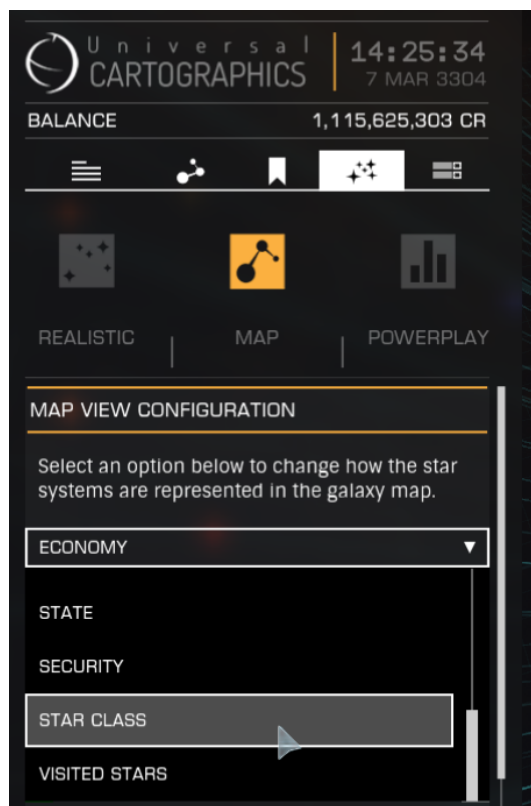 Universal 14:25:34
CARTOGRAPHICS 7 MAR 3304
BALANCE 1,115,625,303 CR
REALISTIC MAP POWERPLAY
MAP VIEW CONFIGURATION
Select an option below to change how the star
systems are represented in the galaxy map.
ECONOMY
STATE
SECURITY
STAR CLASS
VISITED STARS